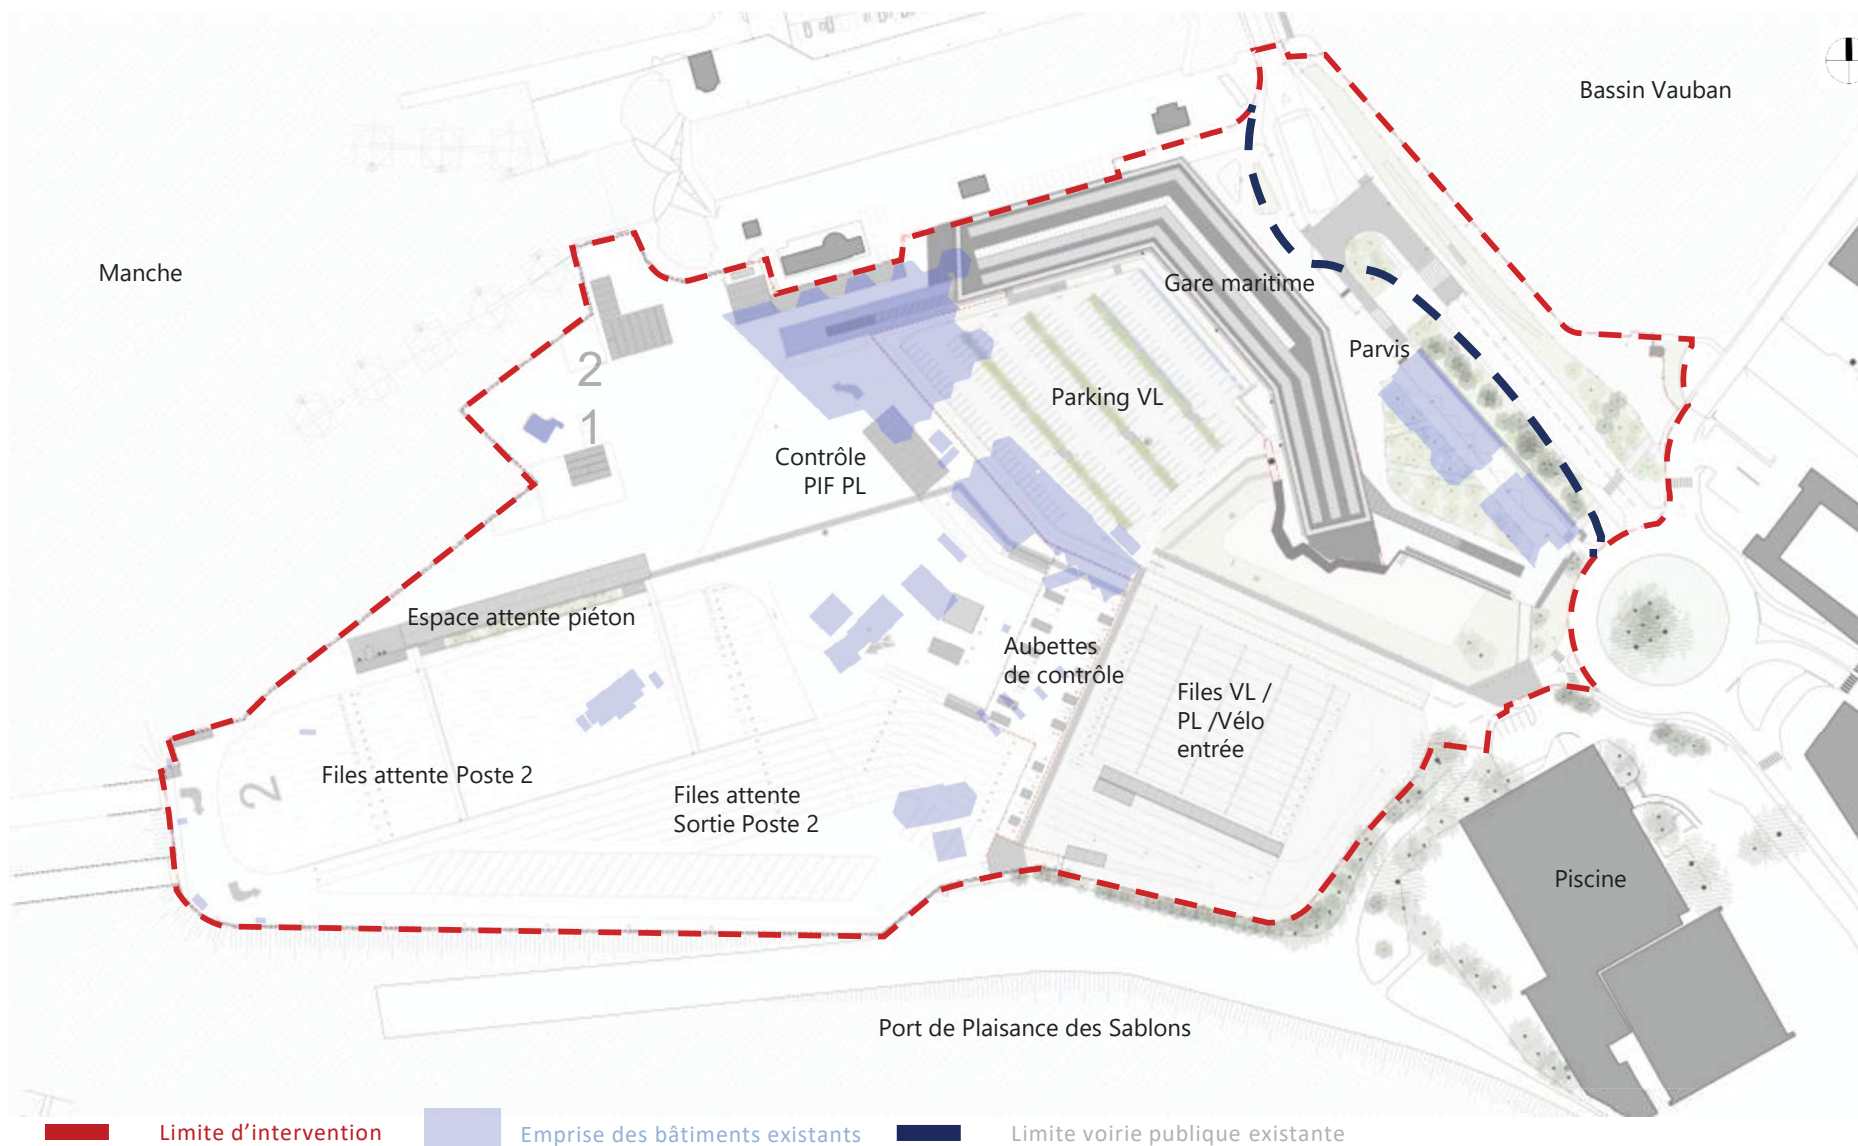 Bassin Vauban
Manche
Gare maritime
Parvis
2
Parking VL
1
Contrôle
PIF PL
Espace attente piéton
Aubettes
de contrôle
Files VL /
PL /Vélo
entrée
Files attente Poste 2
2
Files attente
Sortie Poste 2
Piscine
Port de Plaisance des Sablons
Limite d'intervention
Emprise des bâtiments existants
Limite voirie publique existante